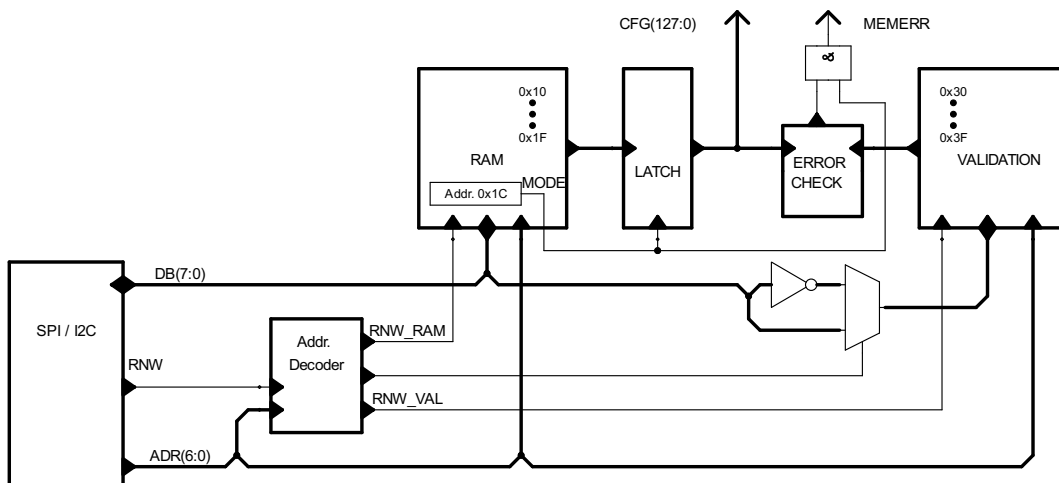 CFG(127:0)
MEMERR
&
0x10
0x1F
RAM
MODE
Addr. 0x1C
LATCH
ERROR
CHECK
0x30
0x3F
VALIDATION
DB(7:0)
SPI / I2C
RNW
Addr.
Decoder
RNW_RAM
RNW_VAL
ADR(6:0)